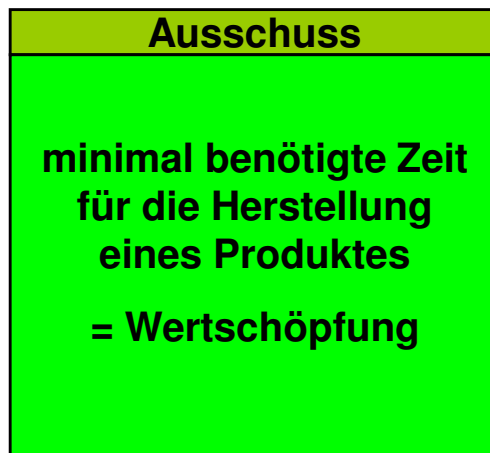 Ausschuss
minimal benötigte Zeit
für die Herstellung
eines Produktes
= Wertschöpfung